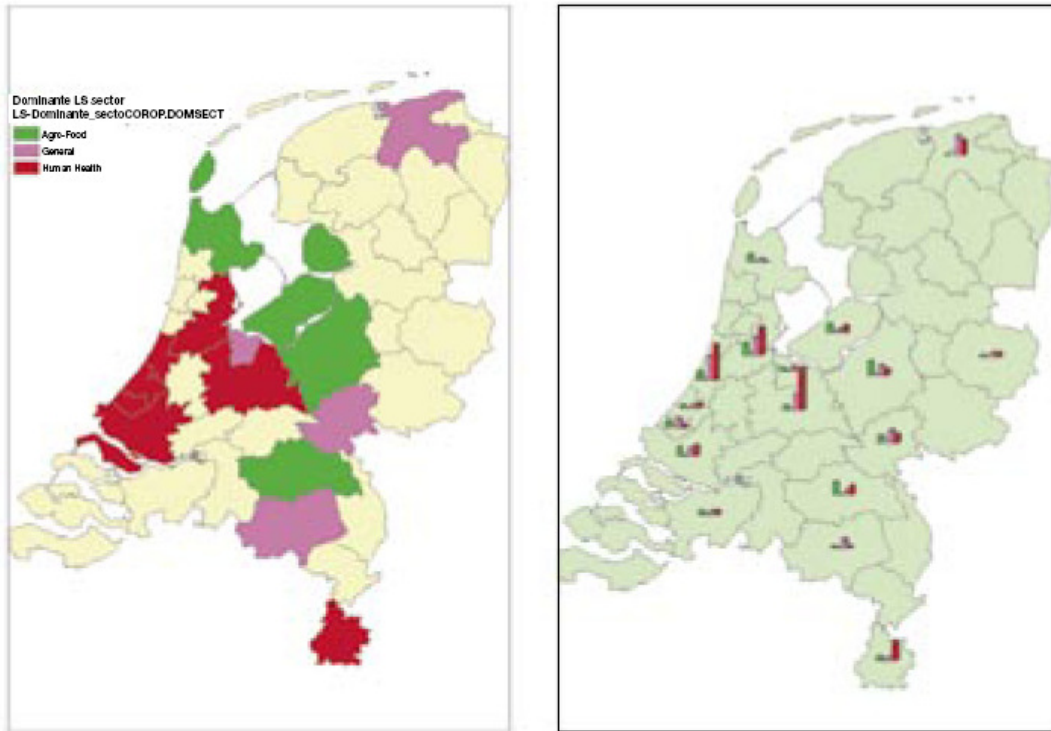 Dominante LS sector
LS-Dominante_sectoCOROP.DOMSECT
Agro-Food
General
Human Health